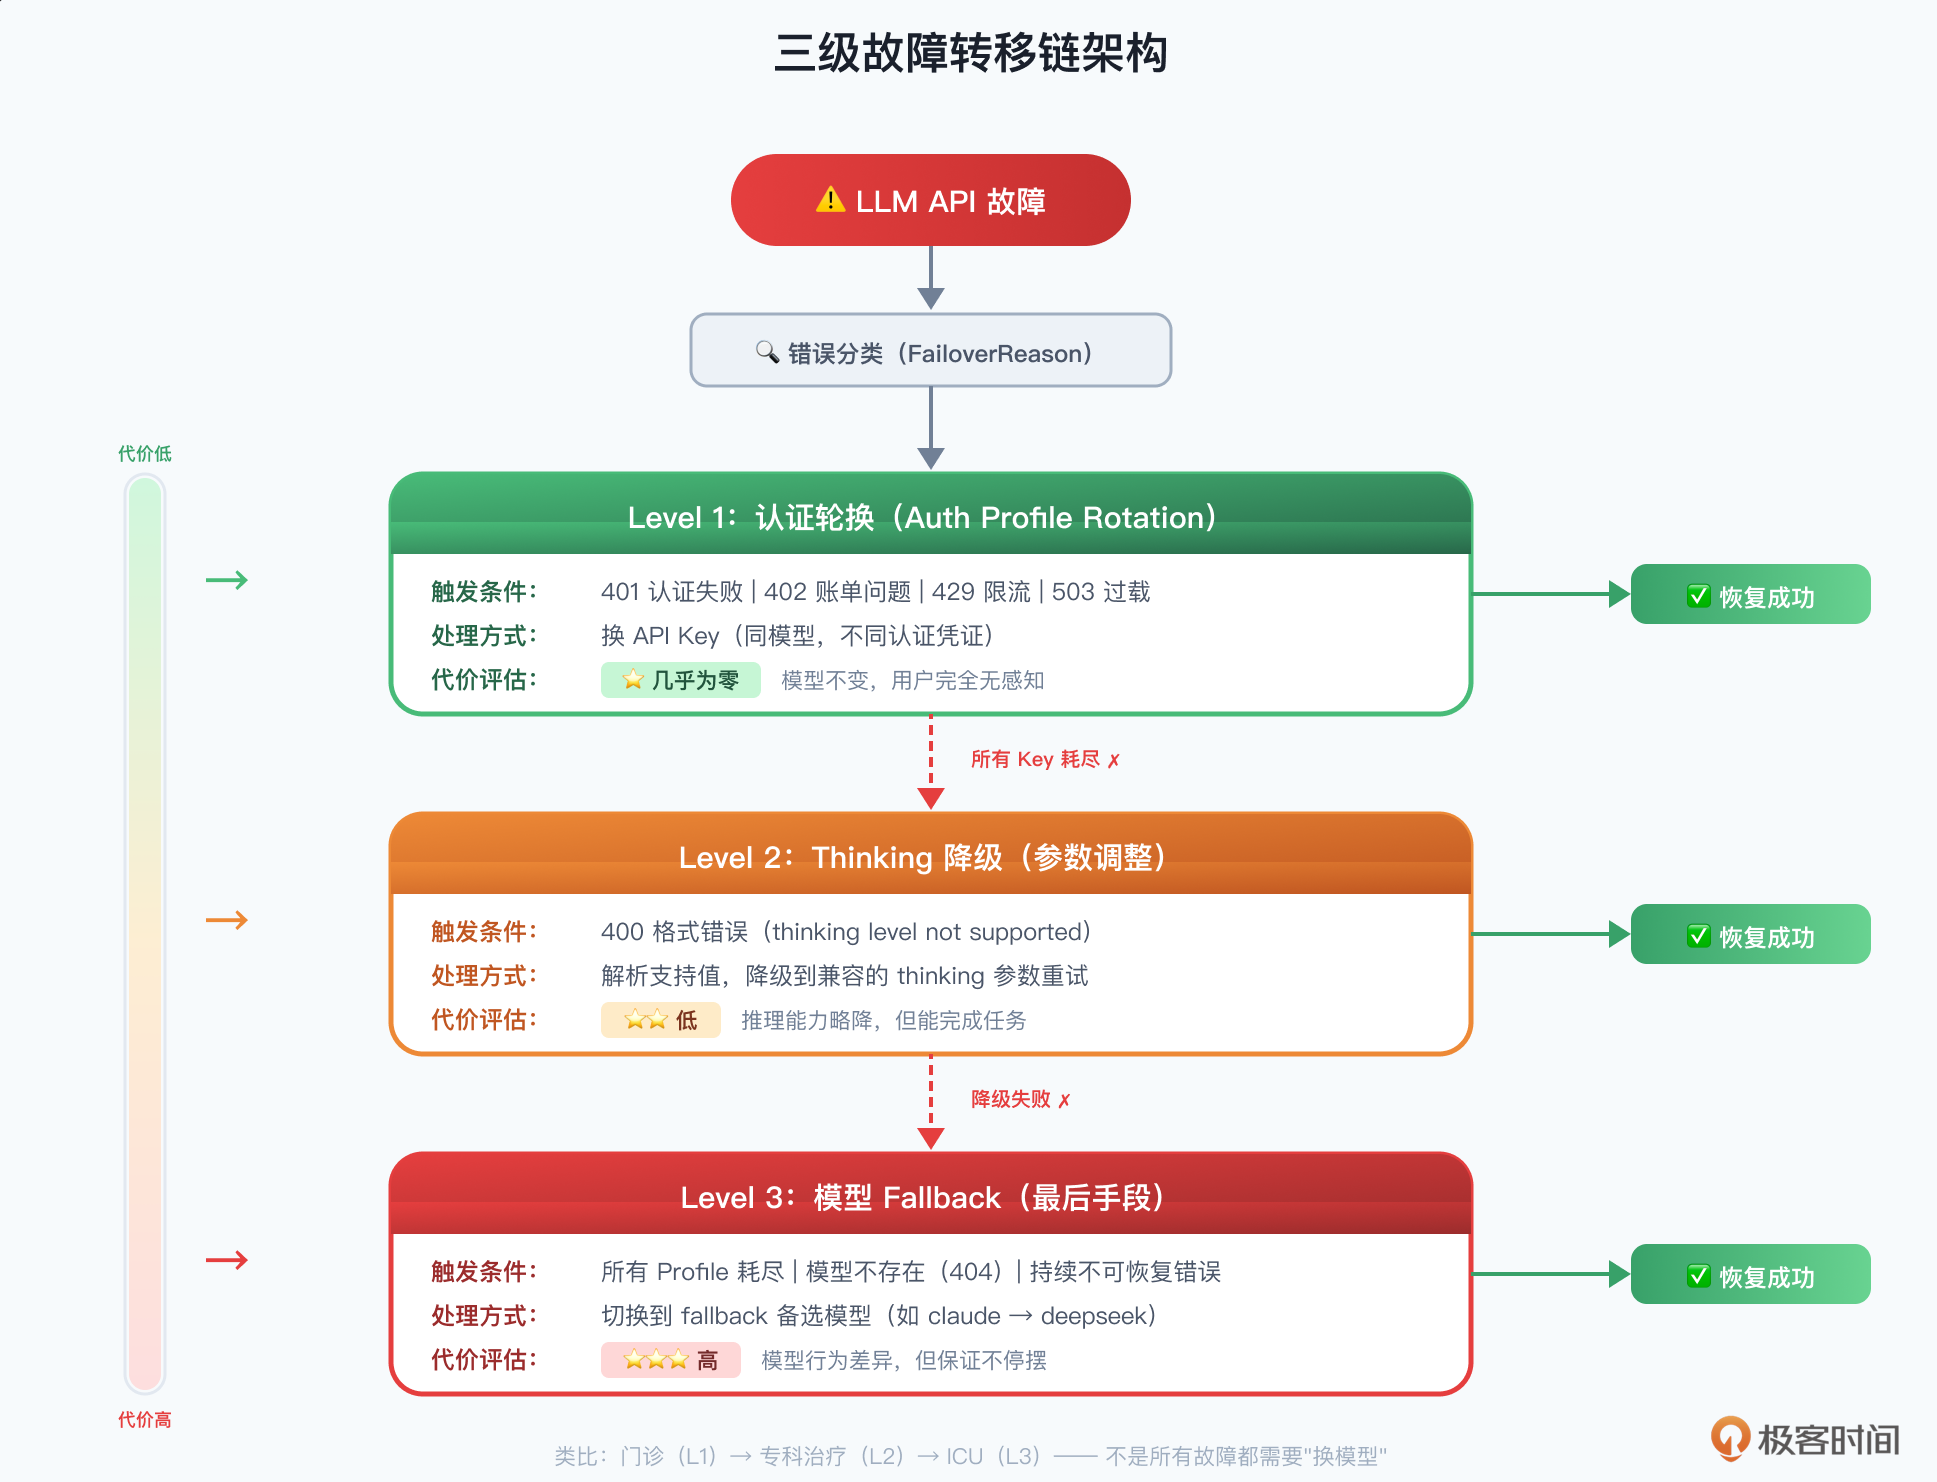 三级故障转移链架构
⚠️ LLM API 故障
🔍 错误分类（FailoverReason）
代价低
Level 1：认证轮换（Auth Profile Rotation）
触发条件： 401 认证失败 | 402 账单问题 | 429 限流 | 503 过载
处理方式： 换 API Key（同模型，不同认证凭证）
代价评估： ⭐ 几乎为零 模型不变，用户完全无感知
✅ 恢复成功
所有 Key 耗尽 ✗
Level 2：Thinking 降级（参数调整）
触发条件： 400 格式错误（thinking level not supported）
处理方式： 解析支持值，降级到兼容的 thinking 参数重试
代价评估： ⭐⭐ 低 推理能力略降，但能完成任务
✅ 恢复成功
降级失败 ✗
Level 3：模型 Fallback（最后手段）
触发条件： 所有 Profile 耗尽 | 模型不存在（404）| 持续不可恢复错误
处理方式： 切换到 fallback 备选模型（如 claude → deepseek）
代价评估： ⭐⭐⭐ 高 模型行为差异，但保证不停摆
✅ 恢复成功
代价高
类比：门诊（L1）→ 专科治疗（L2）→ ICU（L3）—— 不是所有故障都需要"换模型"
极客时间